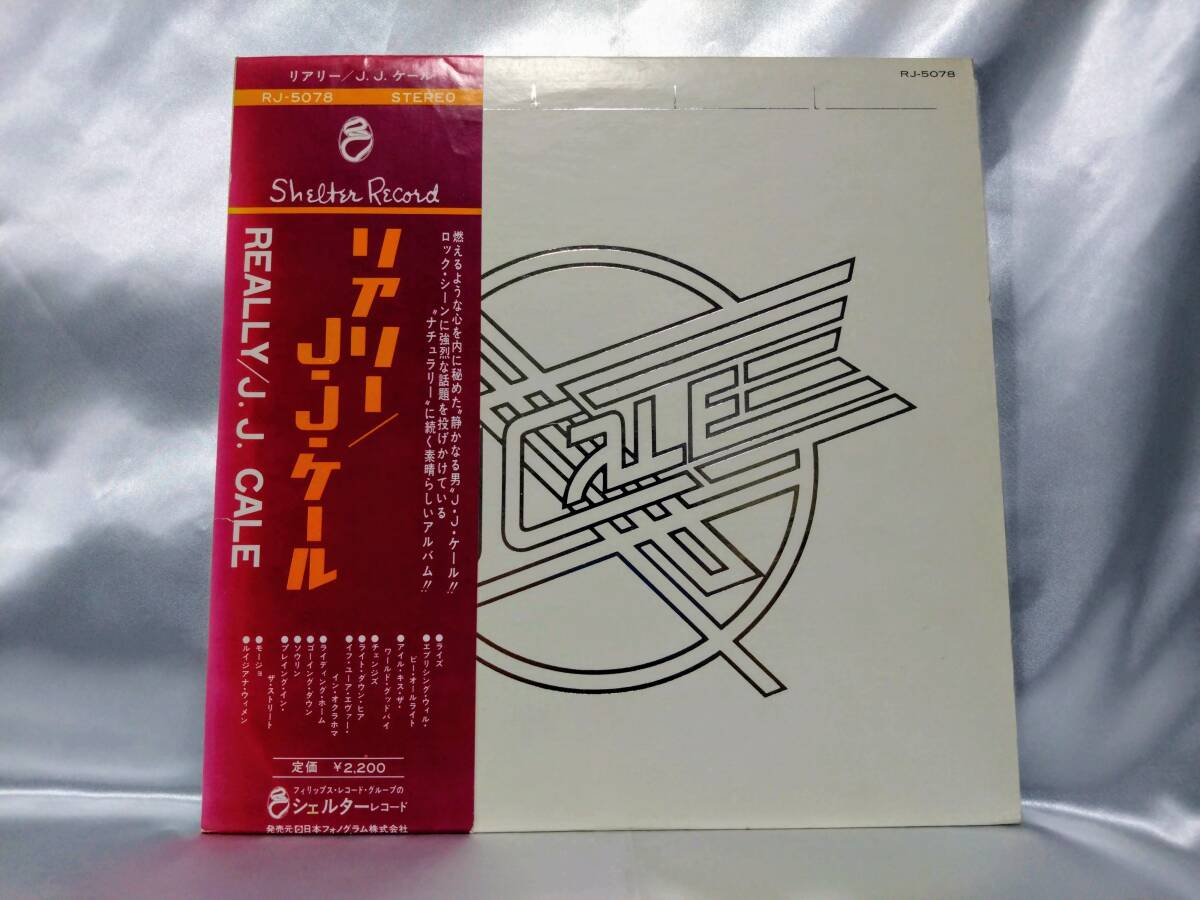 リアリー/J. J. ケール
RJ-5078 STEREO
Shelter Record
リアリー/
J・J・ケール
REALLY/J. J. CALE
燃えるような心を内に秘めた“静かなる男”J・J・ケール!!
ロック・シーンに強烈な話題を投げかけている
“ナチュラリー”に続く素晴らしいアルバム!!
●ライズ
●エブリシング・ウィル・
ビー・オールライト
●アイル・キス・ザ・
ワールド・グッドバイ
●チェンジズ
●ライト・ダウン・ヒア
●イフ・ユーア・エヴァー・
イン・オクラホマ
●ライディング・ホーム
●ゴーイング・ダウン
●ソウリン
●プレイング・イン・
ザ・ストリート
●モージョ
●ルイジアナ・ウィメン
定価 ¥2,200
フィリップス・レコード・グループの
シェルターレコード
発売元 日本フォノグラム株式会社
RJ-5078
CALE